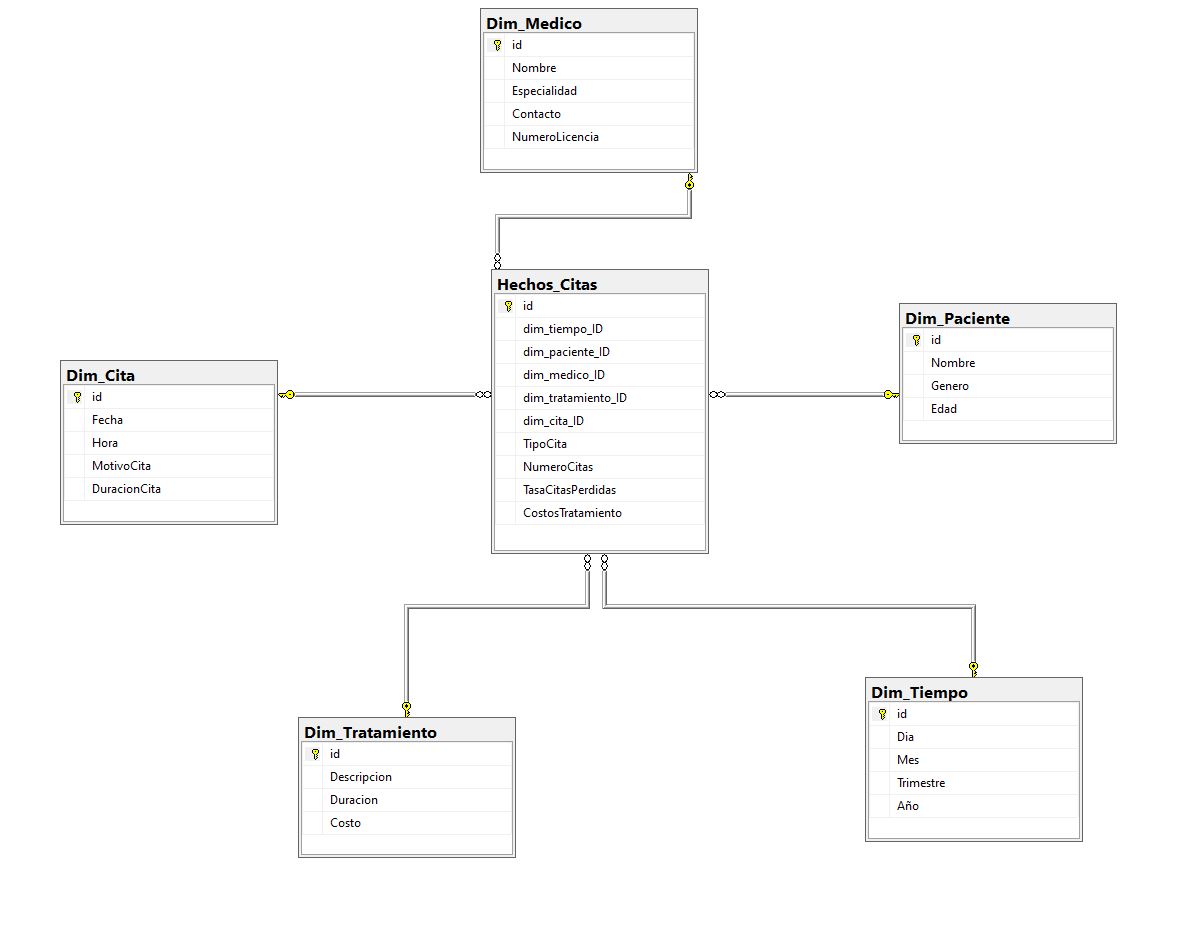 Dim_Medico
id
Nombre
Especialidad
Contacto
NumeroLicencia
Hechos_Citas
id
dim_tiempo_ID
dim_paciente_ID
dim_medico_ID
dim_tratamiento_ID
dim_cita_ID
TipoCita
NumeroCitas
TasaCitasPerdidas
CostosTratamiento
Dim_Paciente
id
Nombre
Genero
Edad
Dim_Cita
id
Fecha
Hora
MotivoCita
DuracionCita
Dim_Tratamiento
id
Descripcion
Duracion
Costo
Dim_Tiempo
id
Dia
Mes
Trimestre
Año